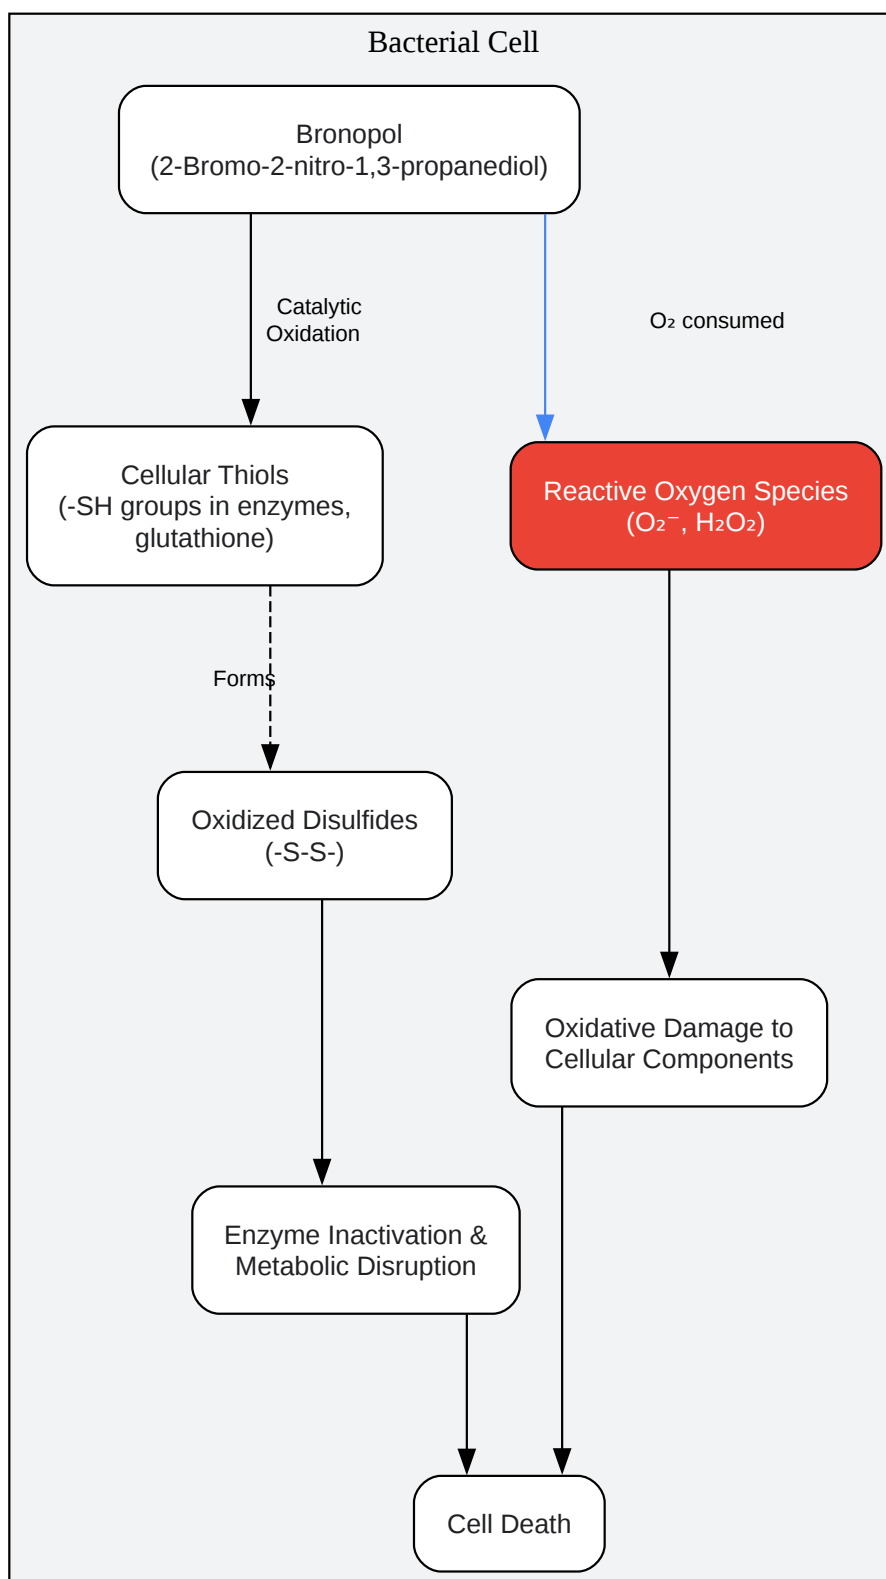 Bacterial Cell
Bronopol
(2-Bromo-2-nitro-1,3-propanediol)
Catalytic
Oxidation
O₂ consumed
Cellular Thiols
(-SH groups in enzymes,
glutathione)
Reactive Oxygen Species
(O₂⁻, H₂O₂)
Forms
Oxidized Disulfides
(-S-S-)
Oxidative Damage to
Cellular Components
Enzyme Inactivation &
Metabolic Disruption
Cell Death